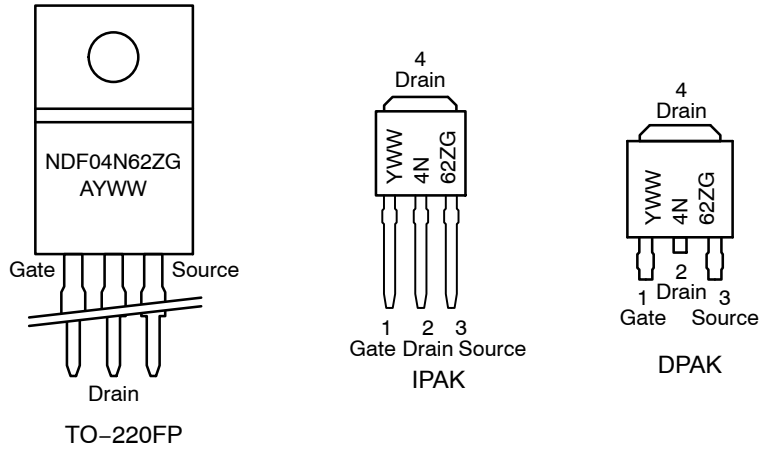 NDF04N62ZG
AYWW
Gate
Source
Drain
TO−220FP
4
Drain
YWW
4N
62ZG
1 2 3
Gate Drain Source
IPAK
4
Drain
YWW
4N
62ZG
2
1 Drain 3
Gate Source
DPAK